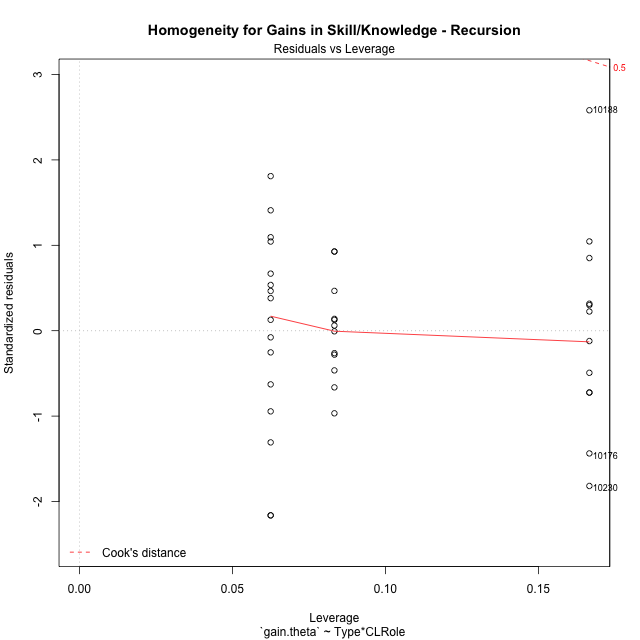 Homogeneity for Gains in Skill/Knowledge - Recursion
Residuals vs Leverage
3
0.5
10188
2
1
Standardized residuals
0
-1
10176
10230
-2
Cook's distance
0.00 0.05 0.10 0.15
Leverage
`gain.theta` ~ Type*CLRole